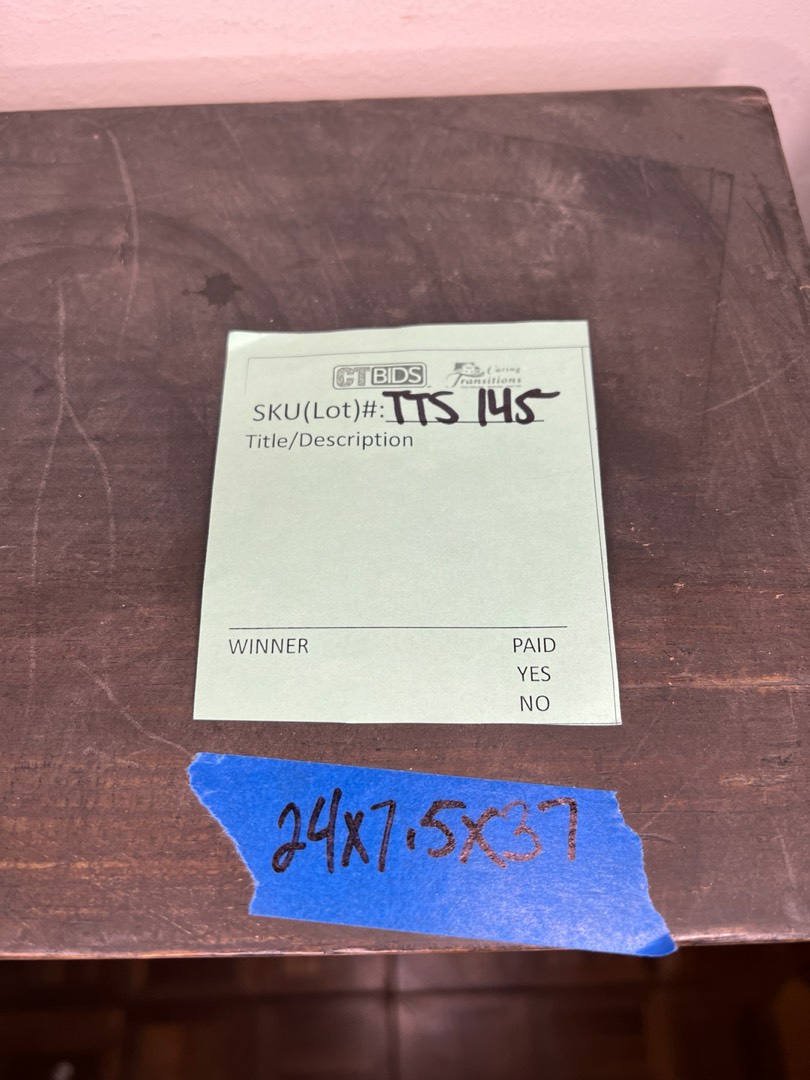 CTBIDS Caring
Transitions
SKU(Lot)#: TTS 145
Title/Description
WINNER PAID
YES
NO
24x7.5x37